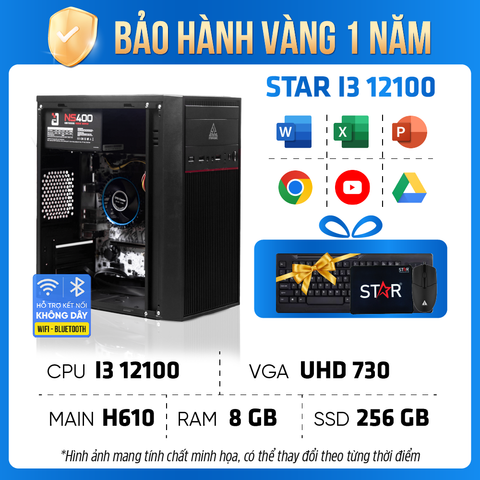 BẢO HÀNH VÀNG 1 NĂM
STAR I3 12100
NS400
W X P
HỖ TRỢ KẾT NỐI
KHÔNG DÂY
WIFI - BLUETOOTH
STAR
STAR
CPU I3 12100
VGA UHD 730
MAIN H610
RAM 8 GB
SSD 256 GB
*Hình ảnh mang tính chất minh họa, có thể thay đổi theo từng thời điểm